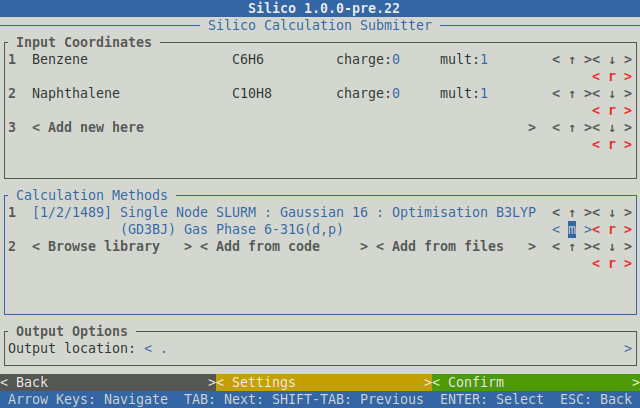 Silico 1.0.0-pre.22
Silico Calculation Submitter
Input Coordinates
1 Benzene C6H6 charge:0 mult:1 < ↑ >< ↓ >
< r >
2 Naphthalene C10H8 charge:0 mult:1 < ↑ >< ↓ >
< r >
3 < Add new here > < ↑ >< ↓ >
< r >
Calculation Methods
1 [1/2/1489] Single Node SLURM : Gaussian 16 : Optimisation B3LYP < ↑ >< ↓ >
(GD3BJ) Gas Phase 6-31G(d,p) < m >< r >
2 < Browse library >< Add from code >< Add from files > < ↑ >< ↓ >
< r >
Output Options
Output location: < . >
< Back >< Settings >< Confirm >
Arrow Keys: Navigate TAB: Next: SHIFT-TAB: Previous ENTER: Select ESC: Back